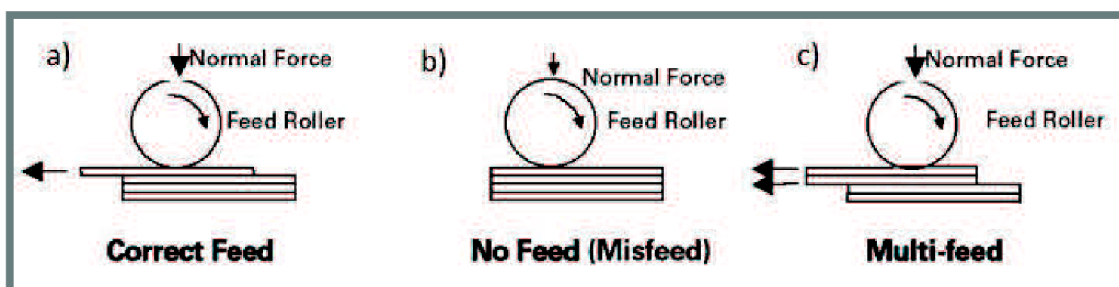 a)
Normal Force
Feed Roller
Correct Feed
b)
Normal Force
Feed Roller
No Feed (Misfeed)
c)
Normal Force
Feed Roller
Multi-feed